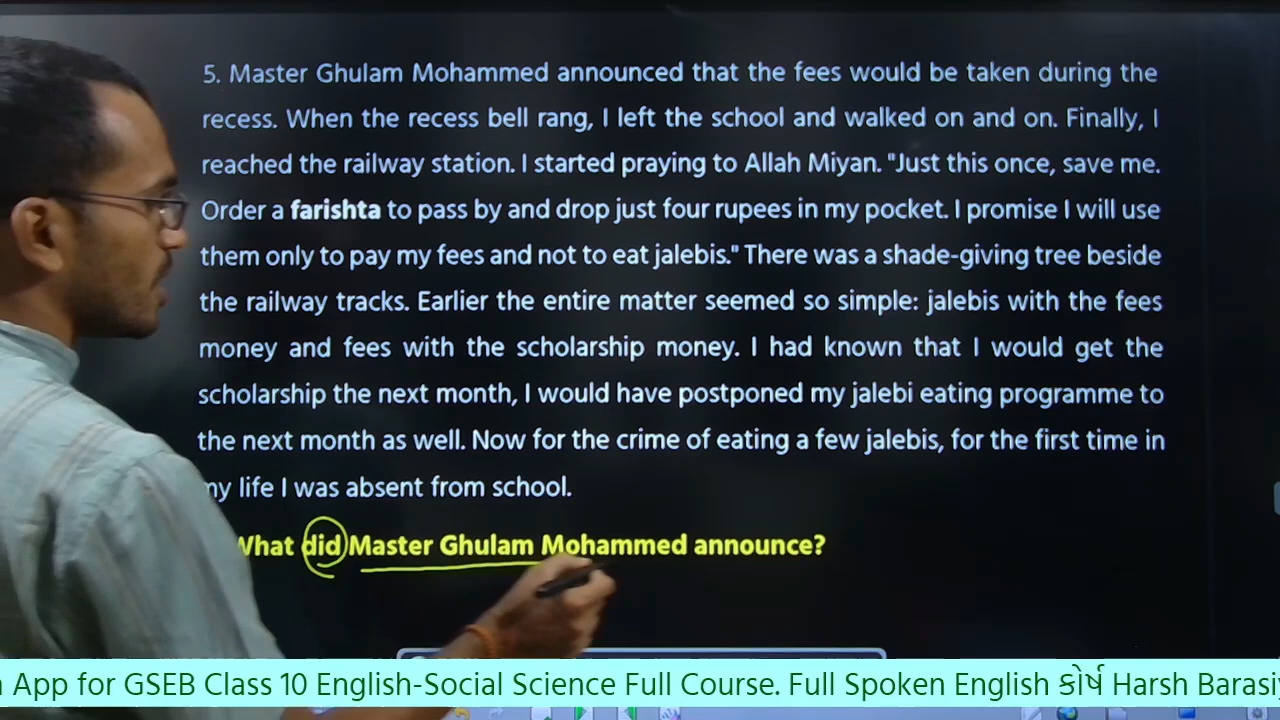 5. Master Ghulam Mohammed announced that the fees would be taken during the
recess. When the recess bell rang, I left the school and walked on and on. Finally, I
reached the railway station. I started praying to Allah Miyan. "Just this once, save me.
Order a farishta to pass by and drop just four rupees in my pocket. I promise I will use
them only to pay my fees and not to eat jalebis." There was a shade-giving tree beside
the railway tracks. Earlier the entire matter seemed so simple: jalebis with the fees
money and fees with the scholarship money. I had known that I would get the
scholarship the next month, I would have postponed my jalebi eating programme to
the next month as well. Now for the crime of eating a few jalebis, for the first time in
my life I was absent from school.
What did Master Ghulam Mohammed announce?
App for GSEB Class 10 English-Social Science Full Course. Full Spoken English કોર્ષ Harsh